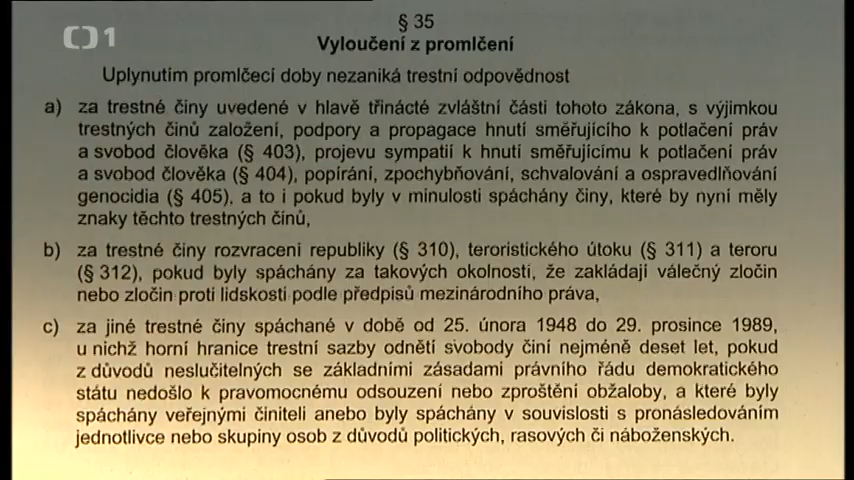 ČT1
§ 35
Vyloučení z promlčení
Uplynutím promlčecí doby nezaniká trestní odpovědnost
a) za trestné činy uvedené v hlavě třinácté zvláštní části tohoto zákona, s výjimkou
trestných činů založení, podpory a propagace hnutí směřujícího k potlačení práv
a svobod člověka (§ 403), projevu sympatií k hnutí směřujícímu k potlačení práv
a svobod člověka (§ 404), popírání, zpochybňování, schvalování a ospravedlňování
genocidia (§ 405), a to i pokud byly v minulosti spáchány činy, které by nyní měly
znaky těchto trestných činů,
b) za trestné činy rozvracení republiky (§ 310), teroristického útoku (§ 311) a teroru
(§ 312), pokud byly spáchány za takových okolností, že zakládají válečný zločin
nebo zločin proti lidskosti podle předpisů mezinárodního práva,
c) za jiné trestné činy spáchané v době od 25. února 1948 do 29. prosince 1989,
u nichž horní hranice trestní sazby odnětí svobody činí nejméně deset let, pokud
z důvodů neslučitelných se základními zásadami právního řádu demokratického
státu nedošlo k pravomocnému odsouzení nebo zproštění obžaloby, a které byly
spáchány veřejnými činiteli anebo byly spáchány v souvislosti s pronásledováním
jednotlivce nebo skupiny osob z důvodů politických, rasových či náboženských.